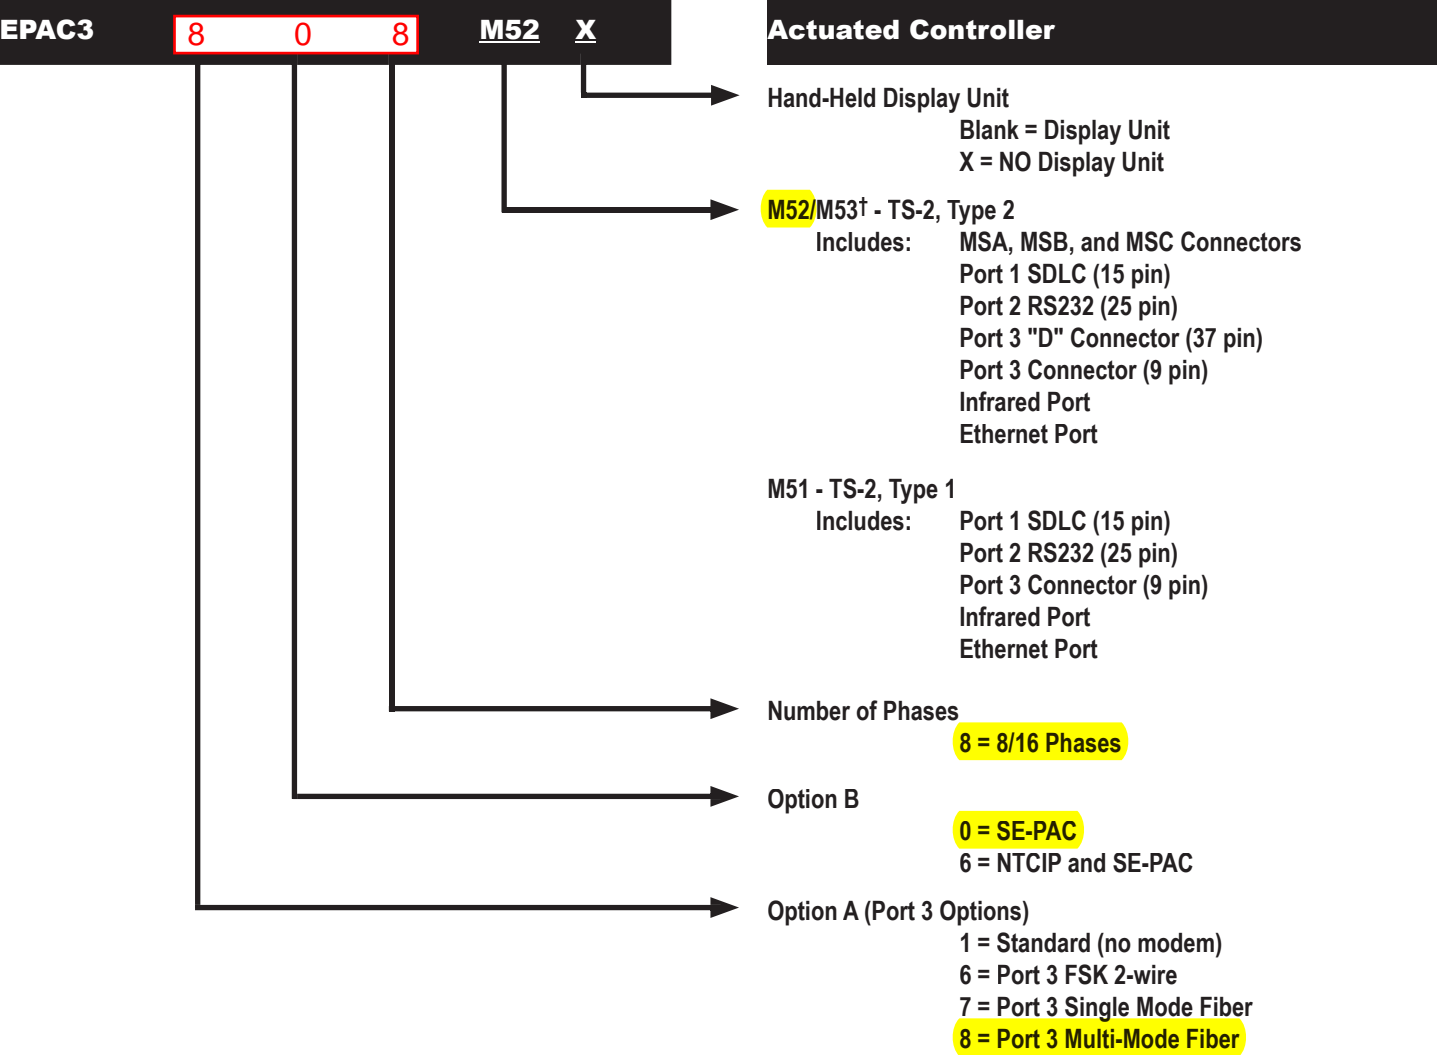 EPAC3 8 0 8 M52 X Actuated Controller
Hand-Held Display Unit
Blank = Display Unit
X = NO Display Unit
M52/M53† - TS-2, Type 2
Includes: MSA, MSB, and MSC Connectors
Port 1 SDLC (15 pin)
Port 2 RS232 (25 pin)
Port 3 "D" Connector (37 pin)
Port 3 Connector (9 pin)
Infrared Port
Ethernet Port
M51 - TS-2, Type 1
Includes: Port 1 SDLC (15 pin)
Port 2 RS232 (25 pin)
Port 3 Connector (9 pin)
Infrared Port
Ethernet Port
Number of Phases
8 = 8/16 Phases
Option B
0 = SE-PAC
6 = NTCIP and SE-PAC
Option A (Port 3 Options)
1 = Standard (no modem)
6 = Port 3 FSK 2-wire
7 = Port 3 Single Mode Fiber
8 = Port 3 Multi-Mode Fiber